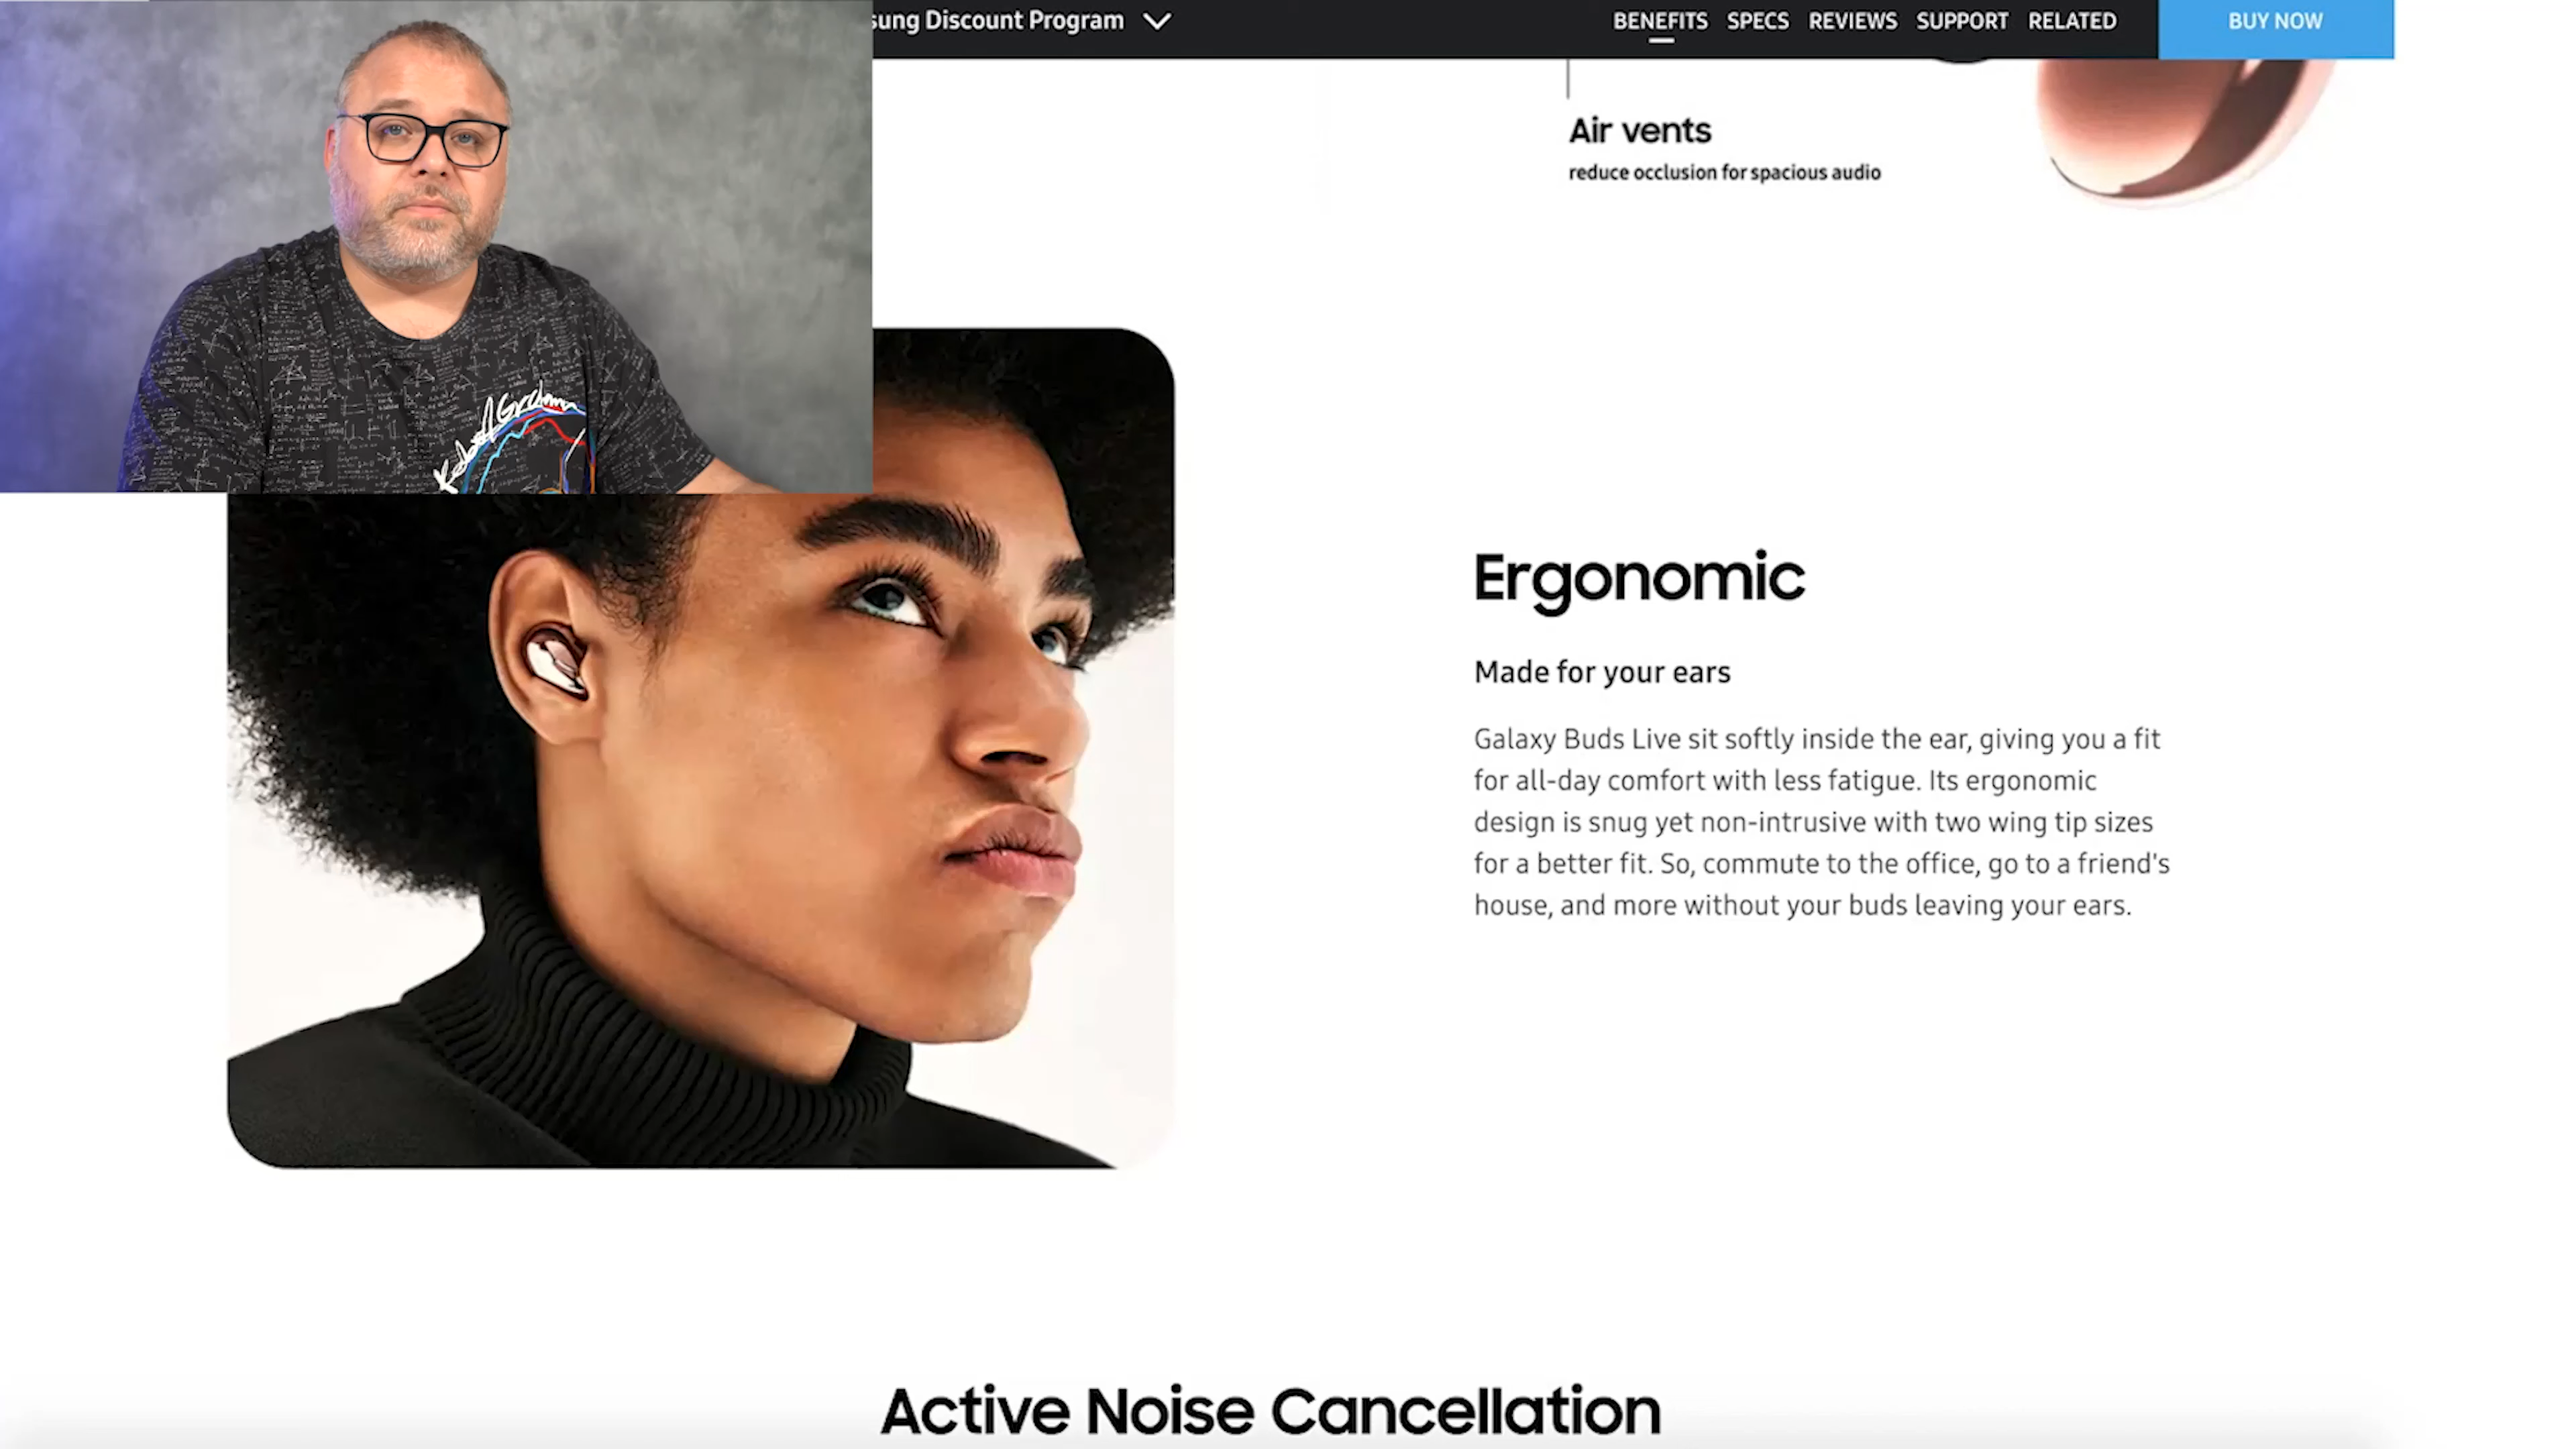 sung Discount Program
BENEFITS SPECS REVIEWS SUPPORT RELATED BUY NOW
Air vents
reduce occlusion for spacious audio
Ergonomic
Made for your ears
Galaxy Buds Live sit softly inside the ear, giving you a fit
for all-day comfort with less fatigue. Its ergonomic
design is snug yet non-intrusive with two wing tip sizes
for a better fit. So, commute to the office, go to a friend's
house, and more without your buds leaving your ears.
Active Noise Cancellation